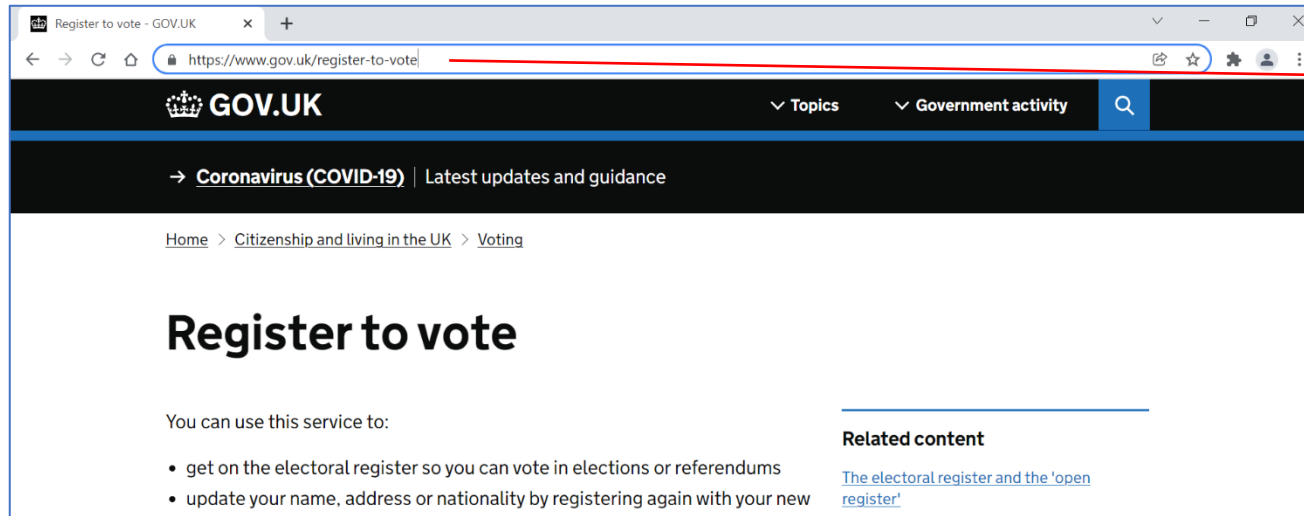 Register to vote - GOV.UK
https://www.gov.uk/register-to-vote
GOV.UK
Topics
Government activity
→ Coronavirus (COVID-19) | Latest updates and guidance
Home > Citizenship and living in the UK > Voting
Register to vote
You can use this service to:
• get on the electoral register so you can vote in elections or referendums
• update your name, address or nationality by registering again with your new
Related content
The electoral register and the 'open
register'